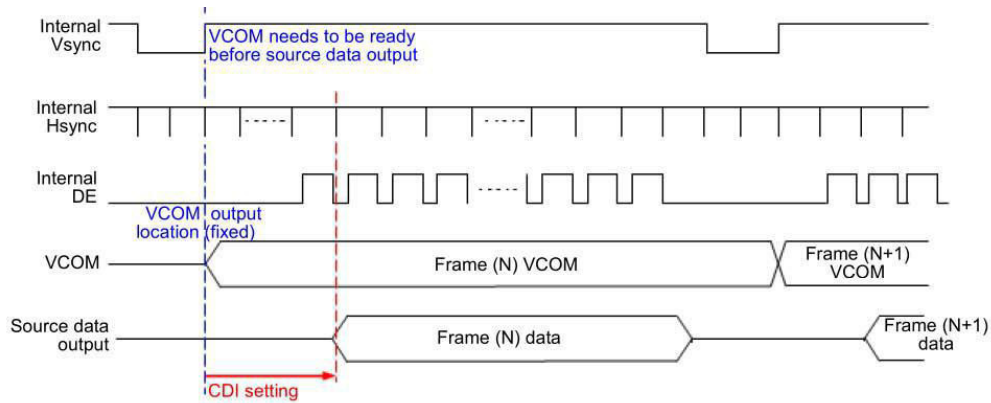 Internal
Vsync
VCOM needs to be ready
before source data output
Internal
Hsync
Internal
DE
VCOM output
location (fixed)
VCOM
Frame (N) VCOM
Frame (N+1)
VCOM
Source data
output
Frame (N) data
Frame (N+1)
data
CDI setting